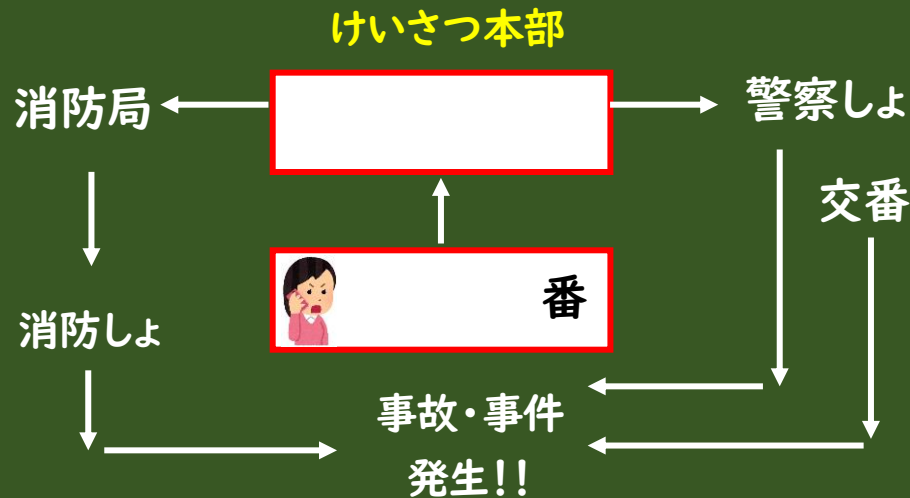 けいさつ本部
消防局
警察しょ
交番
番
消防しょ
事故・事件
発生!!